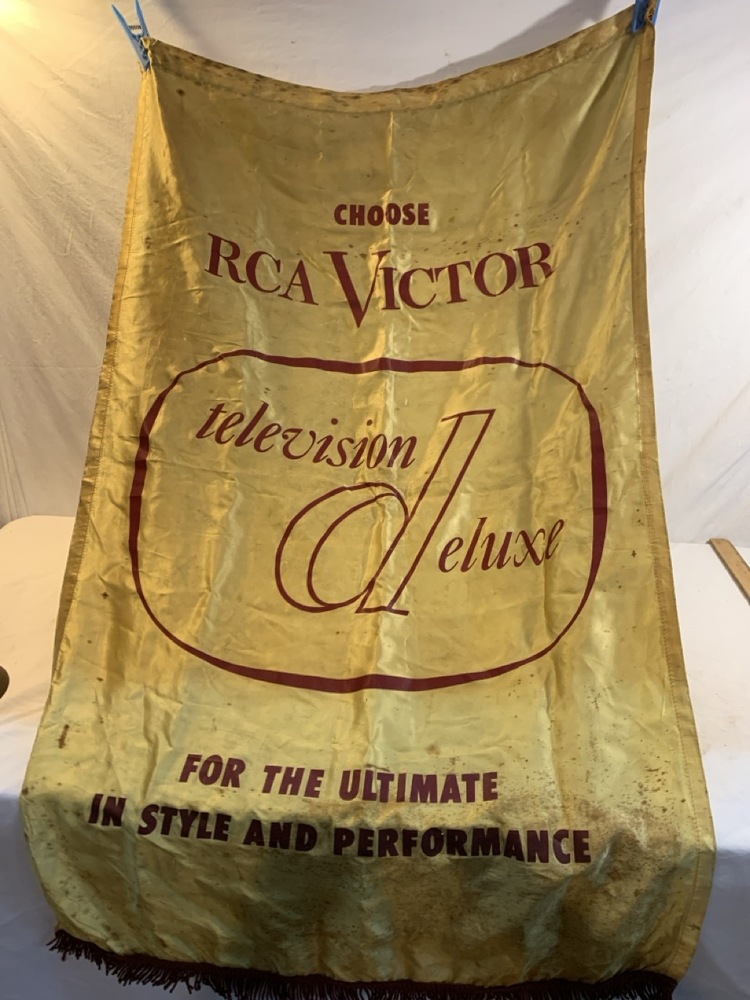 CHOOSE
RCA VICTOR
television
deluxe
FOR THE ULTIMATE
IN STYLE AND PERFORMANCE